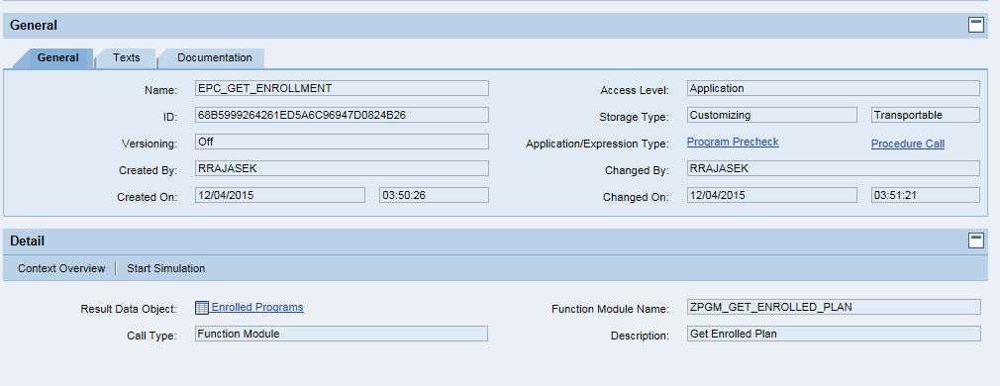 General
General Texts Documentation
Name: EPC_GET_ENROLLMENT Access Level: Application
ID: 68B5999264261ED5A6C96947D0824B26 Storage Type: Customizing Transportable
Versioning: Off Application/Expression Type: Program Precheck Procedure Call
Created By: RRAJASEK Changed By: RRAJASEK
Created On: 12/04/2015 03:50:26 Changed On: 12/04/2015 03:51:21
Detail
Context Overview Start Simulation
Result Data Object: Enrolled Programs Function Module Name: ZPGM_GET_ENROLLED_PLAN
Call Type: Function Module Description: Get Enrolled Plan